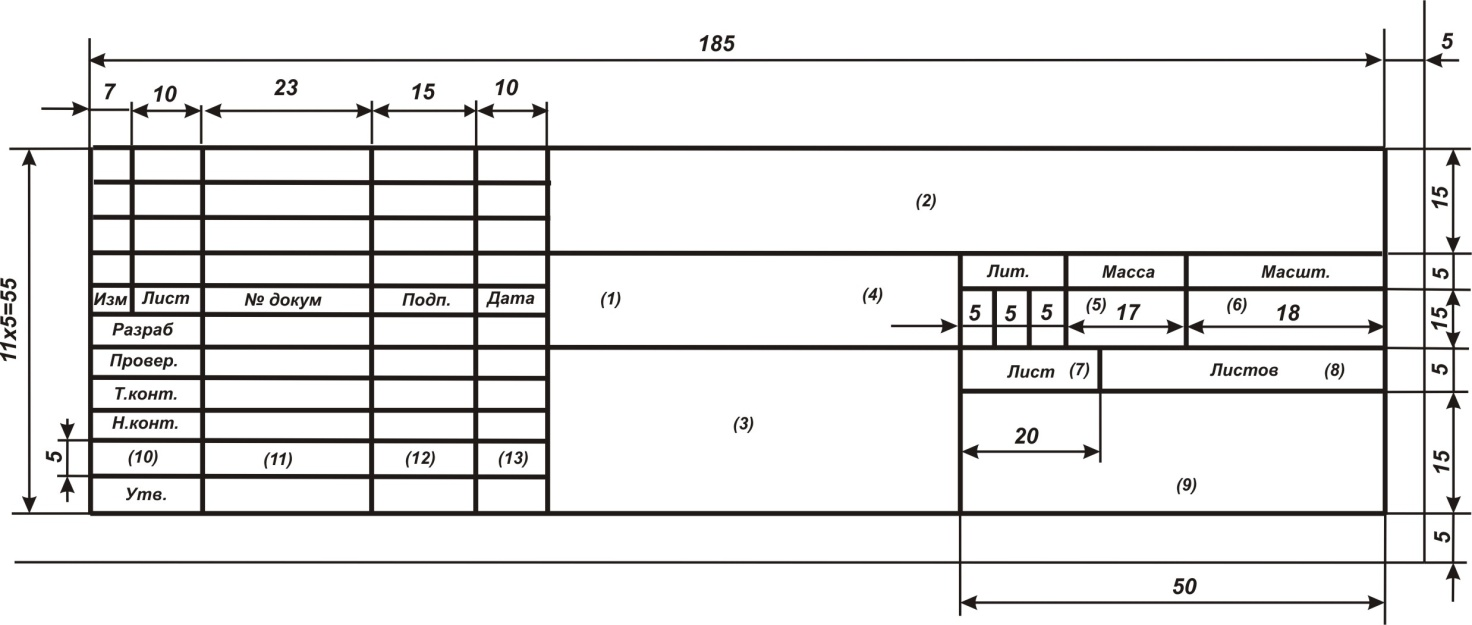 185
5
7 10 23 15 10
(2)
15
11x5=55
Лит. Масса Масшт.
5
Изм Лист № докум Подп. Дата
(1) (4)
5 5 5 (5) 17 (6) 18
15
Разраб
Провер.
Лист (7) Листов (8)
5
Т.конт.
Н.конт.
(3)
20
5
(10) (11) (12) (13)
15
Утв.
(9)
5
50